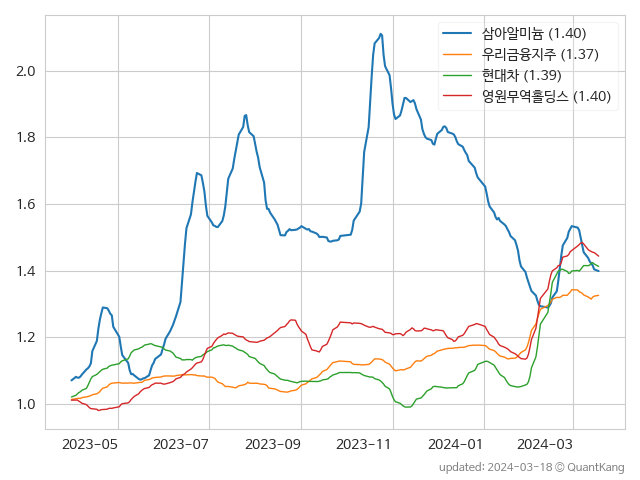 삼아알미늄 (1.40)
우리금융지주 (1.37)
현대차 (1.39)
영원무역홀딩스 (1.40)
2.0
1.8
1.6
1.4
1.2
1.0
2023-05 2023-07 2023-09 2023-11 2024-01 2024-03
updated: 2024-03-18 @ QuantKang